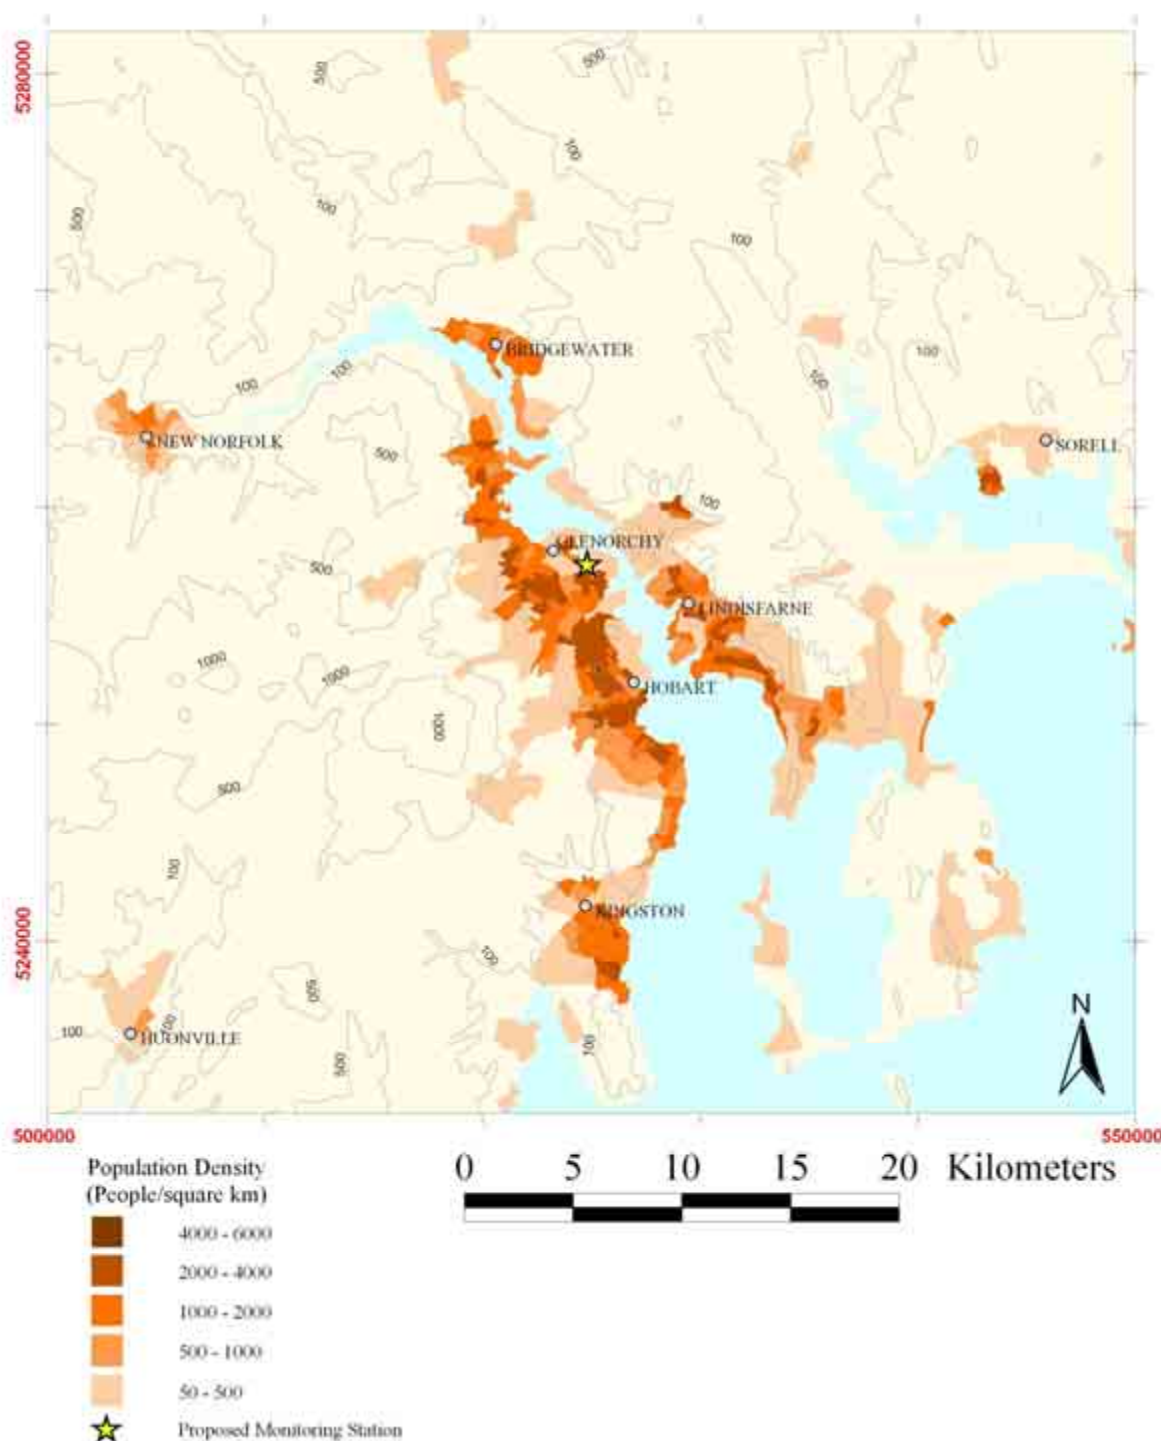 5280000
500
500
100
100
500
100
100
BRIDGEWATER
100
100
100
NEW NORFOLK
SORELL
500
100
GLENORCHY
500
LINDISFARNE
1000
1000
HOBART
1000
500
100
KINGSTON
5240000
100
500
N
100
100
HUONVILLE
100
500
500000
550000
Population Density
(People/square km)
0 5 10 15 20 Kilometers
4000 - 6000
2000 - 4000
1000 - 2000
500 - 1000
50 - 500
Proposed Monitoring Station